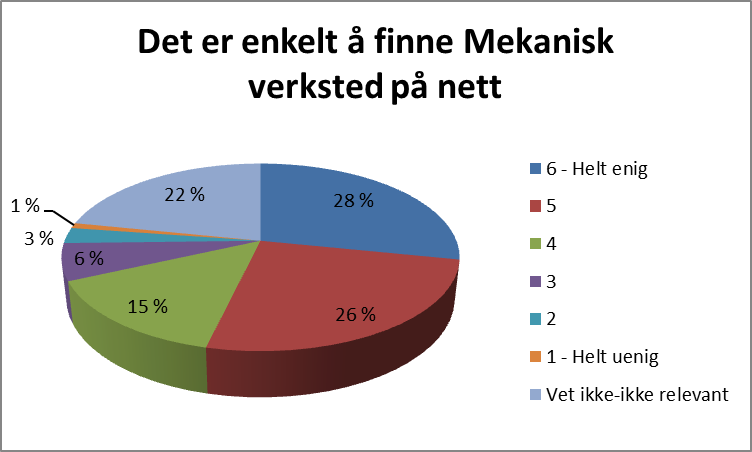 Det er enkelt å finne Mekanisk
verksted på nett
22 %
28 %
1 %
3 %
6 %
15 %
26 %
6 - Helt enig
5
4
3
2
1 - Helt uenig
Vet ikke-ikke relevant